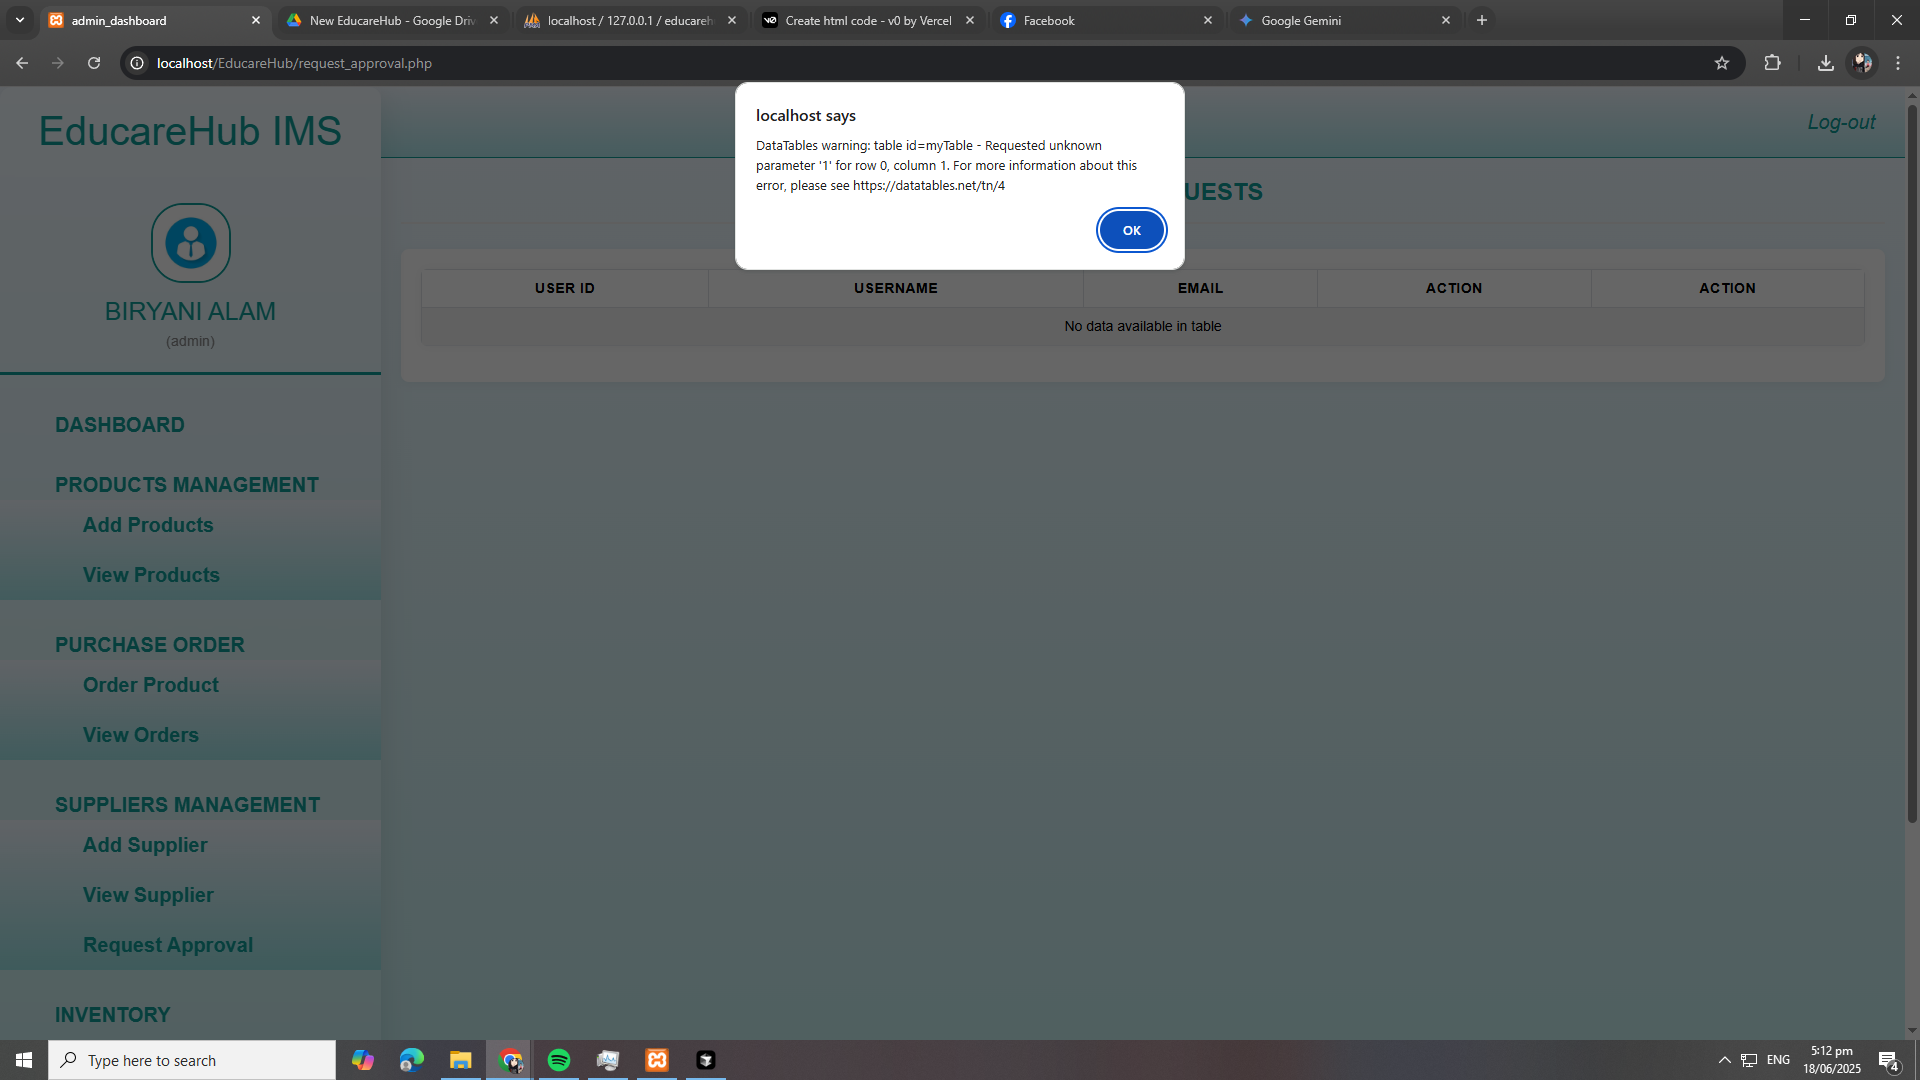 admin_dashboard
New EducareHub - Google Driv
localhost / 127.0.0.1 / educareh
Create html code - v0 by Vercel
Facebook
Google Gemini
localhost/EducareHub/request_approval.php
localhost says
DataTables warning: table id=myTable - Requested unknown
parameter '1' for row 0, column 1. For more information about this
error, please see https://datatables.net/tn/4
OK
EducareHub IMS
Log-out
UESTS
BIRYANI ALAM
(admin)
USER ID
USERNAME
EMAIL
ACTION
ACTION
No data available in table
DASHBOARD
PRODUCTS MANAGEMENT
Add Products
View Products
PURCHASE ORDER
Order Product
View Orders
SUPPLIERS MANAGEMENT
Add Supplier
View Supplier
Request Approval
INVENTORY
Type here to search
ENG
5:12 pm
18/06/2025
4